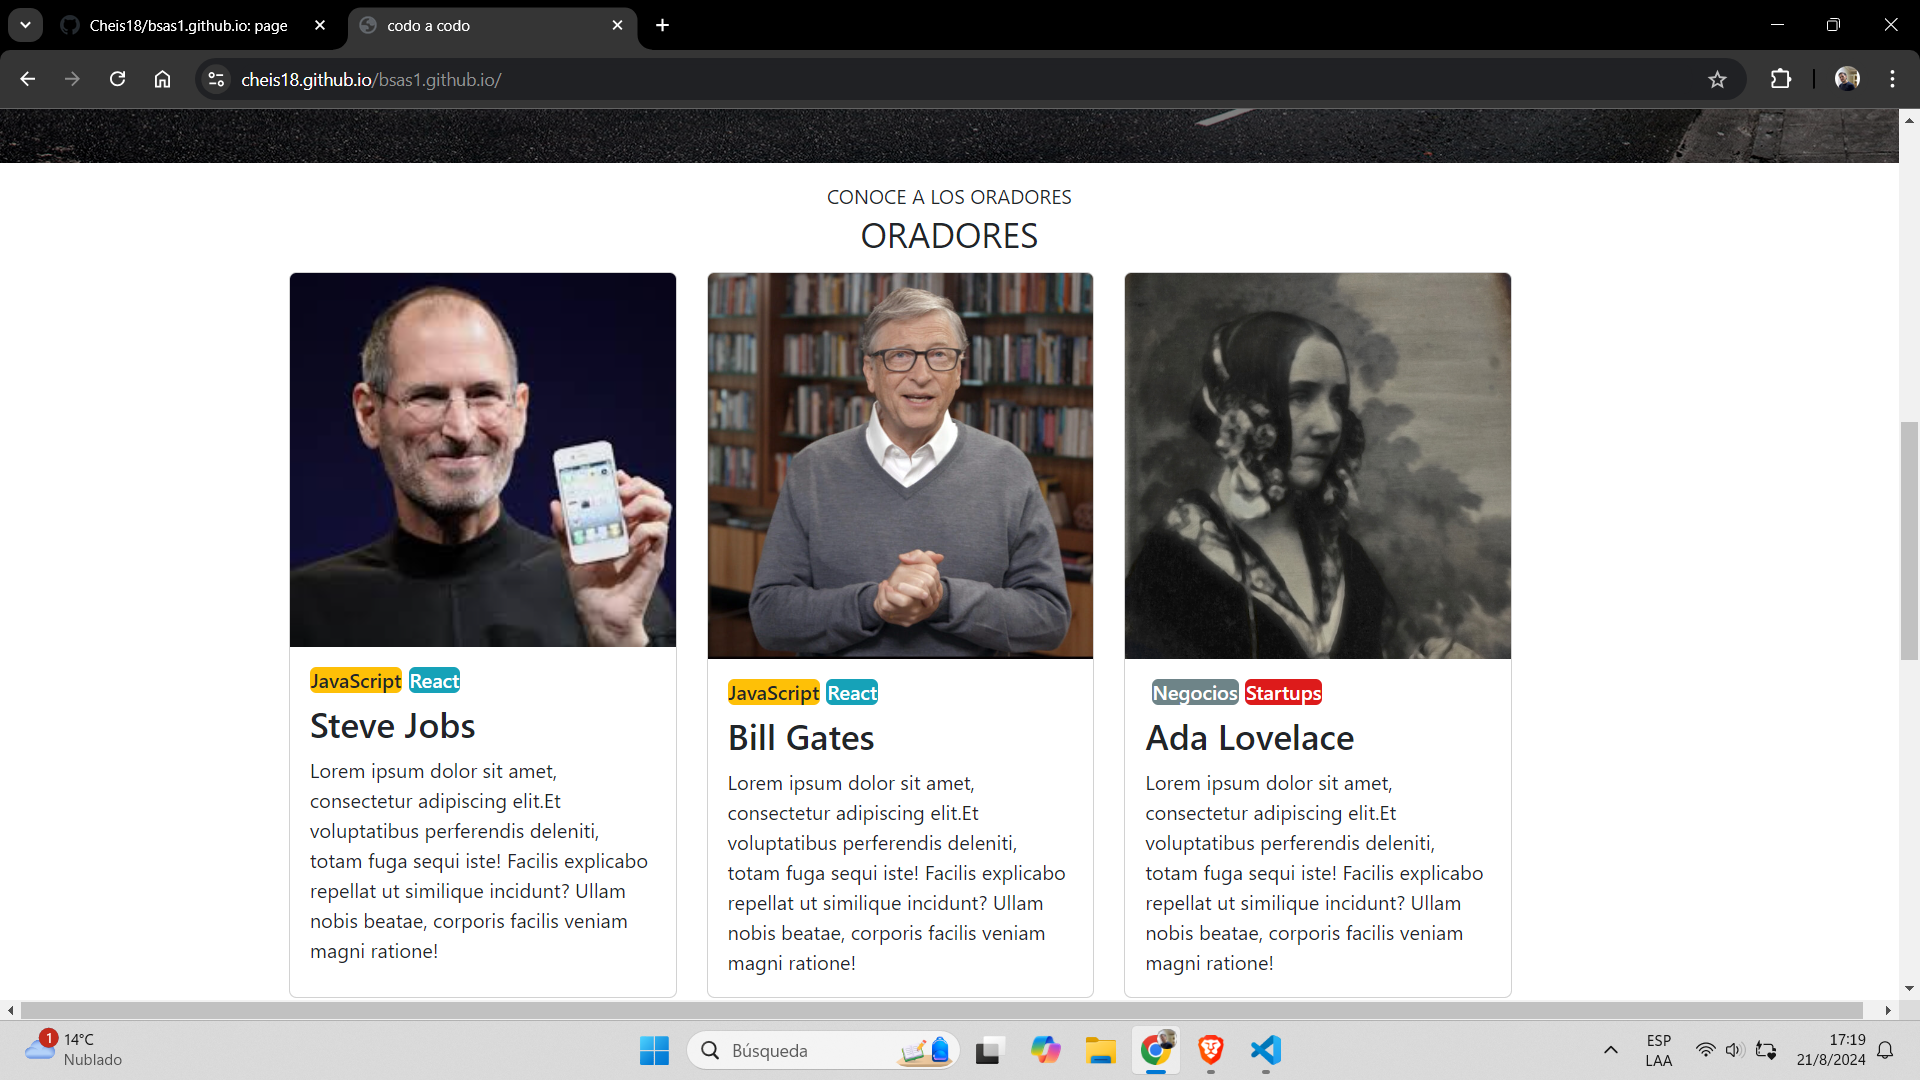 Cheis18/bsas1.github.io: page
codo a codo
cheis18.github.io/bsas1.github.io/
CONOCE A LOS ORADORES
ORADORES
JavaScript React
Steve Jobs
Lorem ipsum dolor sit amet,
consectetur adipiscing elit.Et
voluptatibus perferendis deleniti,
totam fuga sequi iste! Facilis explicabo
repellat ut similique incidunt? Ullam
nobis beatae, corporis facilis veniam
magni ratione!
JavaScript React
Bill Gates
Lorem ipsum dolor sit amet,
consectetur adipiscing elit.Et
voluptatibus perferendis deleniti,
totam fuga sequi iste! Facilis explicabo
repellat ut similique incidunt? Ullam
nobis beatae, corporis facilis veniam
magni ratione!
Negocios Startups
Ada Lovelace
Lorem ipsum dolor sit amet,
consectetur adipiscing elit.Et
voluptatibus perferendis deleniti,
totam fuga sequi iste! Facilis explicabo
repellat ut similique incidunt? Ullam
nobis beatae, corporis facilis veniam
magni ratione!
1
14°C
Nublado
Búsqueda
ESP
LAA
17:19
21/8/2024